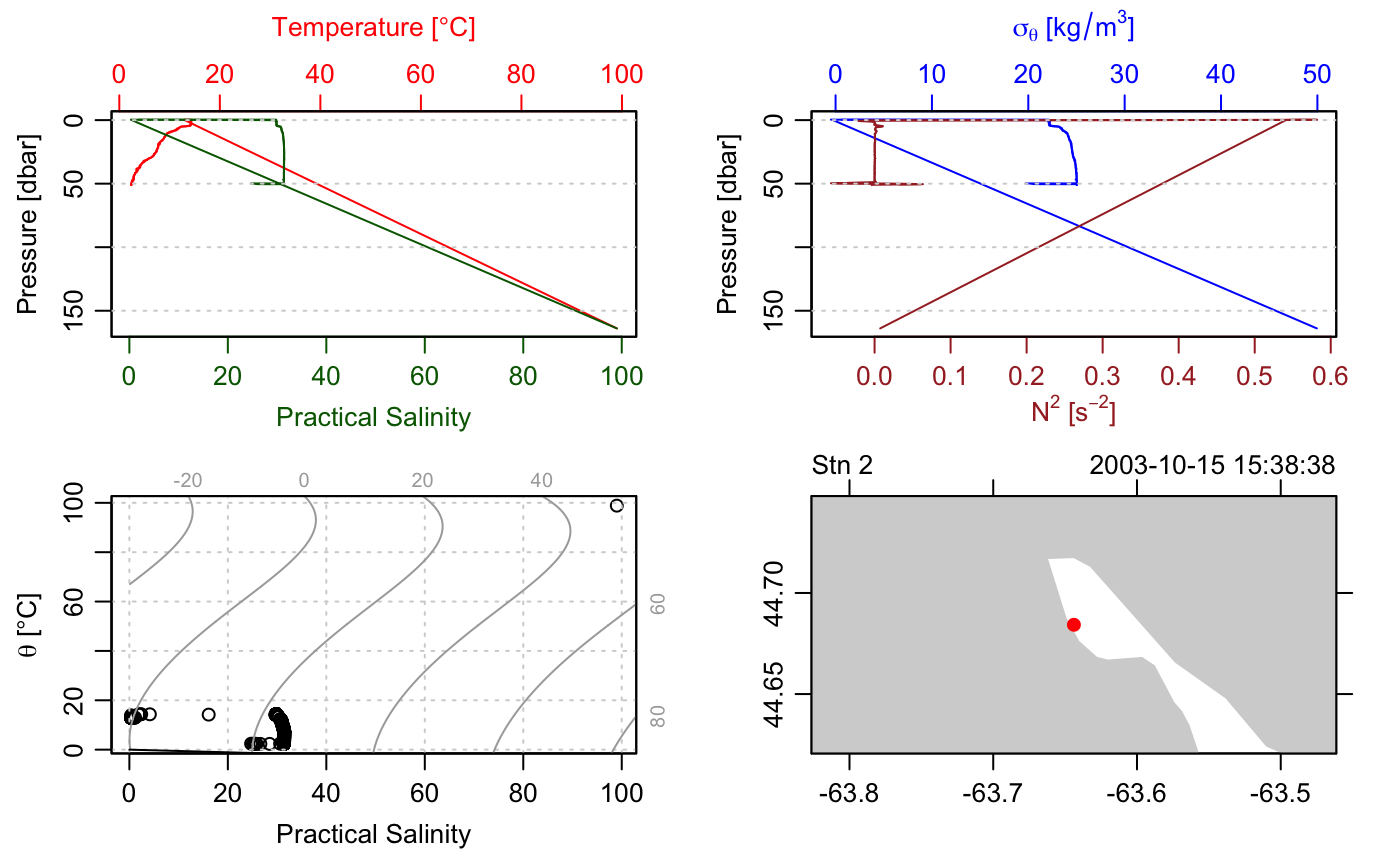 Temperature [°C]
0 20 40 60 80 100
Pressure [dbar]
0
50
150
0 20 40 60 80 100
Practical Salinity
σθ [kg/m3]
0 10 20 30 40 50
Pressure [dbar]
0
50
150
0.0 0.1 0.2 0.3 0.4 0.5 0.6
N2 [s−2]
-20 0 20 40
θ [°C]
100
60
20
0
60
80
0 20 40 60 80 100
Practical Salinity
Stn 2 2003-10-15 15:38:38
44.70
44.65
-63.8 -63.7 -63.6 -63.5